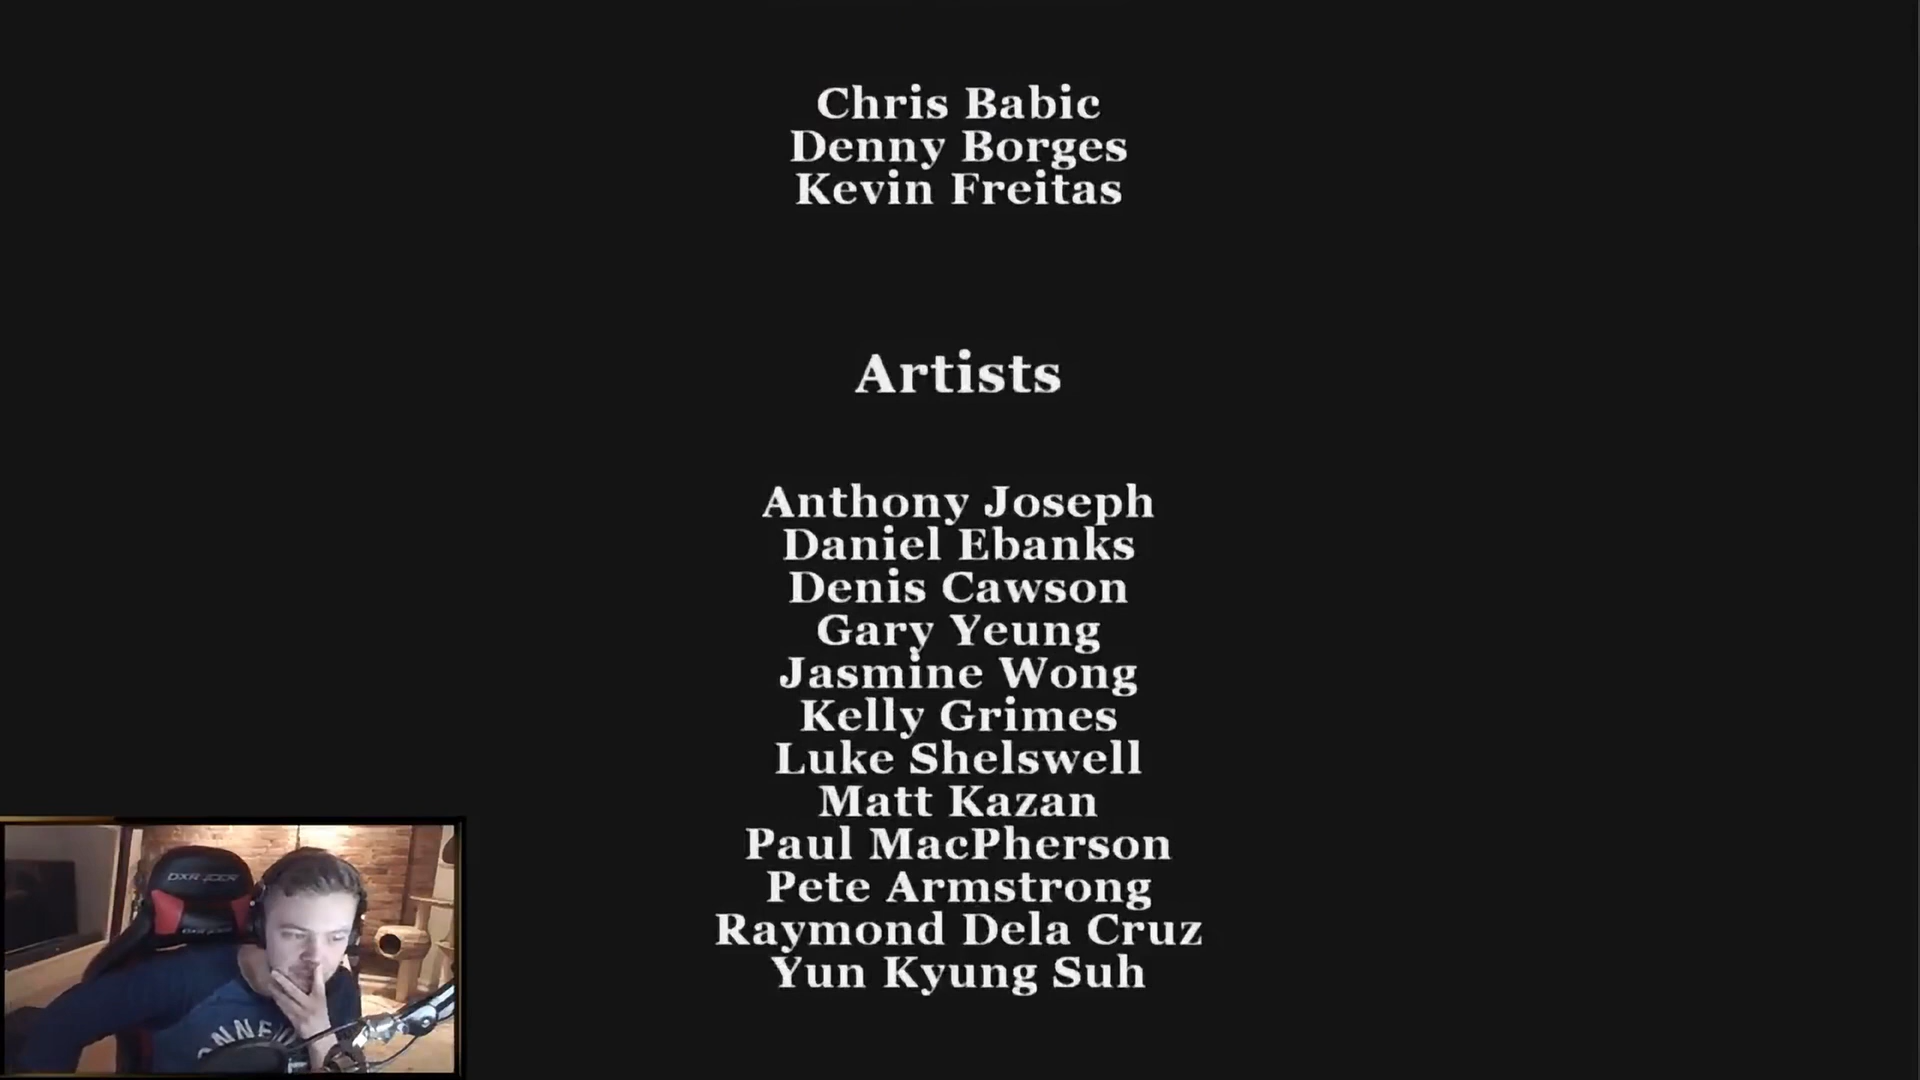 Chris Babic
Denny Borges
Kevin Freitas
Artists
Anthony Joseph
Daniel Ebanks
Denis Cawson
Gary Yeung
Jasmine Wong
Kelly Grimes
Luke Shelswell
Matt Kazan
Paul MacPherson
Pete Armstrong
Raymond Dela Cruz
Yun Kyung Suh
DXRACER